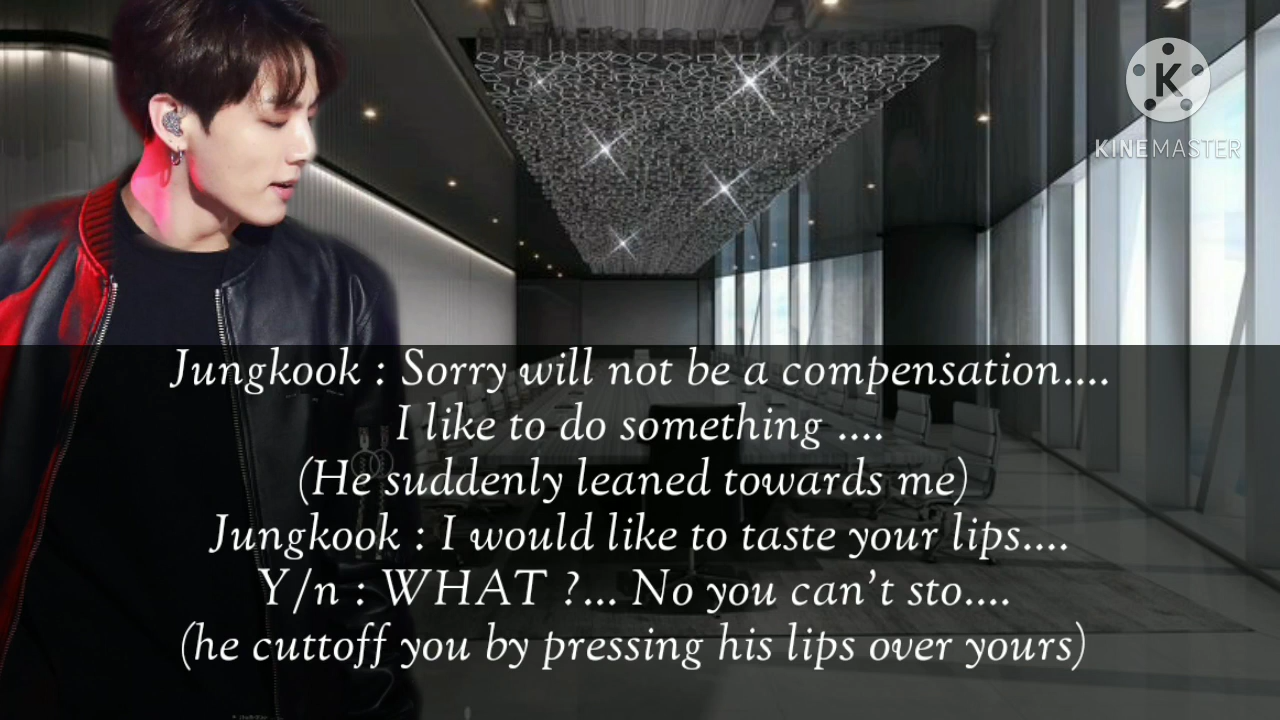 K
KINEMASTER
Jungkook : Sorry will not be a compensation....
I like to do something ....
(He suddenly leaned towards me)
Jungkook : I would like to taste your lips....
Y/n : WHAT ?... No you can't sto....
(he cuttoff you by pressing his lips over yours)